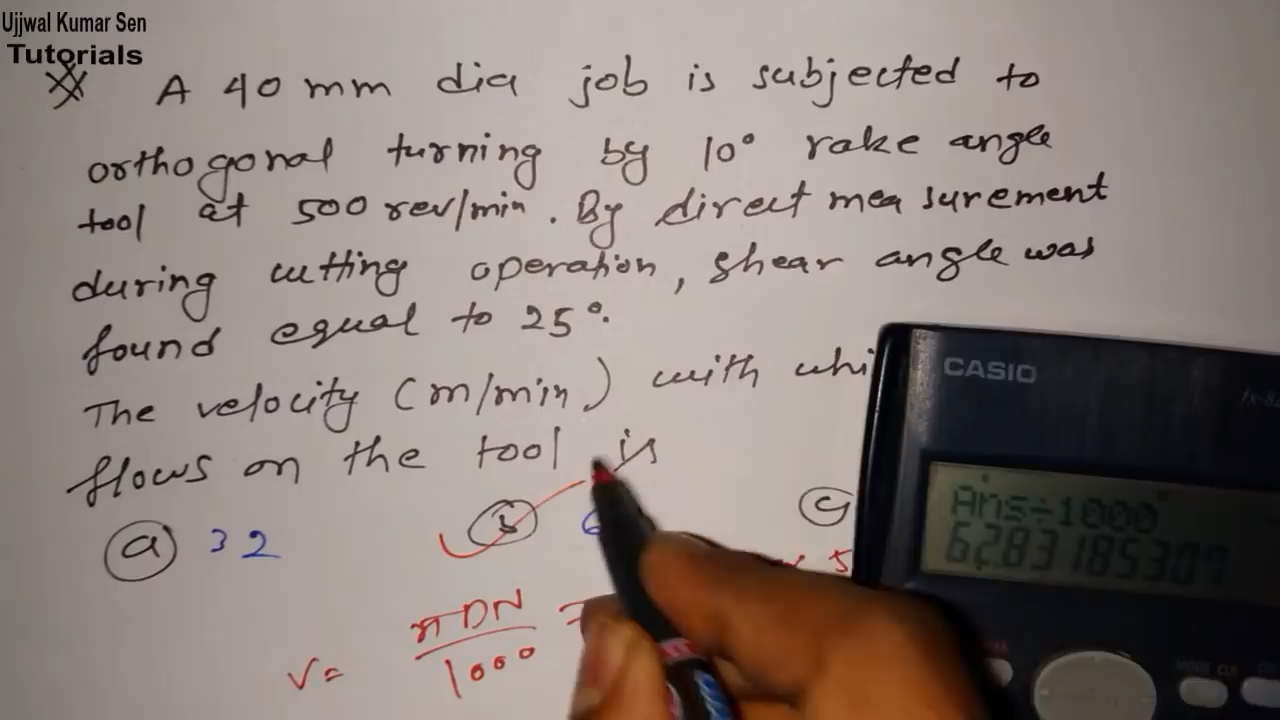 Ujjwal Kumar Sen
Tutorials
A 40 mm dia job is subjected to
orthogonal turning by 10° rake angle
tool at 500 rev/min. By direct measurement
during cutting operation, shear angle was
found equal to 25°.
The velocity (m/min) with whi
flows on the tool is
(a) 32 (b) 6 (c)
V = πDN/1000 =
CASIO
Ans÷1000
62.83185307